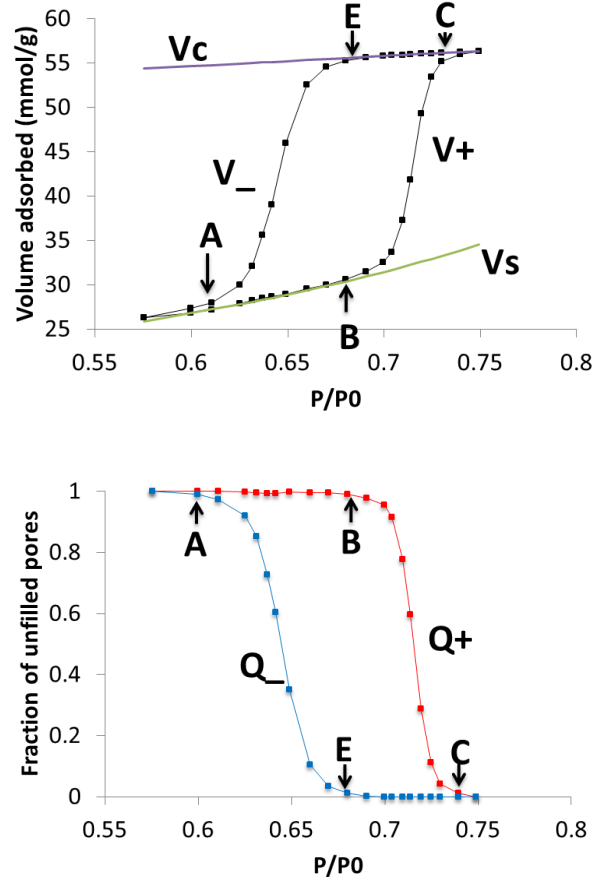 60
55
50
45
40
35
30
25
Volume adsorbed (mmol/g)
Vc
E
C
V_
V+
A
B
Vs
0.55
0.6
0.65
0.7
0.75
0.8
P/P0
1
0.8
0.6
0.4
0.2
0
Fraction of unfilled pores
A
B
Q_
Q+
E
C
0.55
0.6
0.65
0.7
0.75
0.8
P/P0